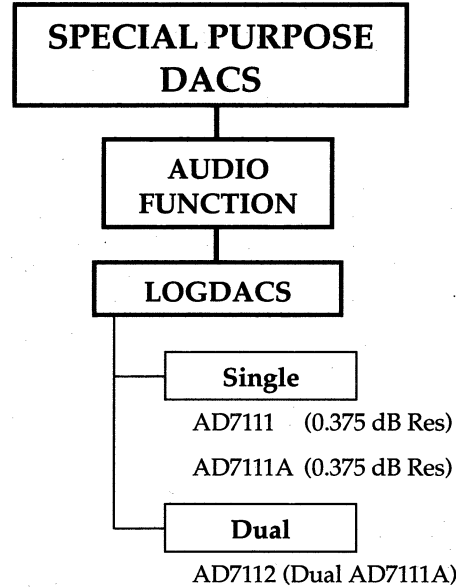 SPECIAL PURPOSE
DACS
AUDIO
FUNCTION
LOGDACS
Single
AD7111 (0.375 dB Res)
AD7111A (0.375 dB Res)
Dual
AD7112 (Dual AD7111A)